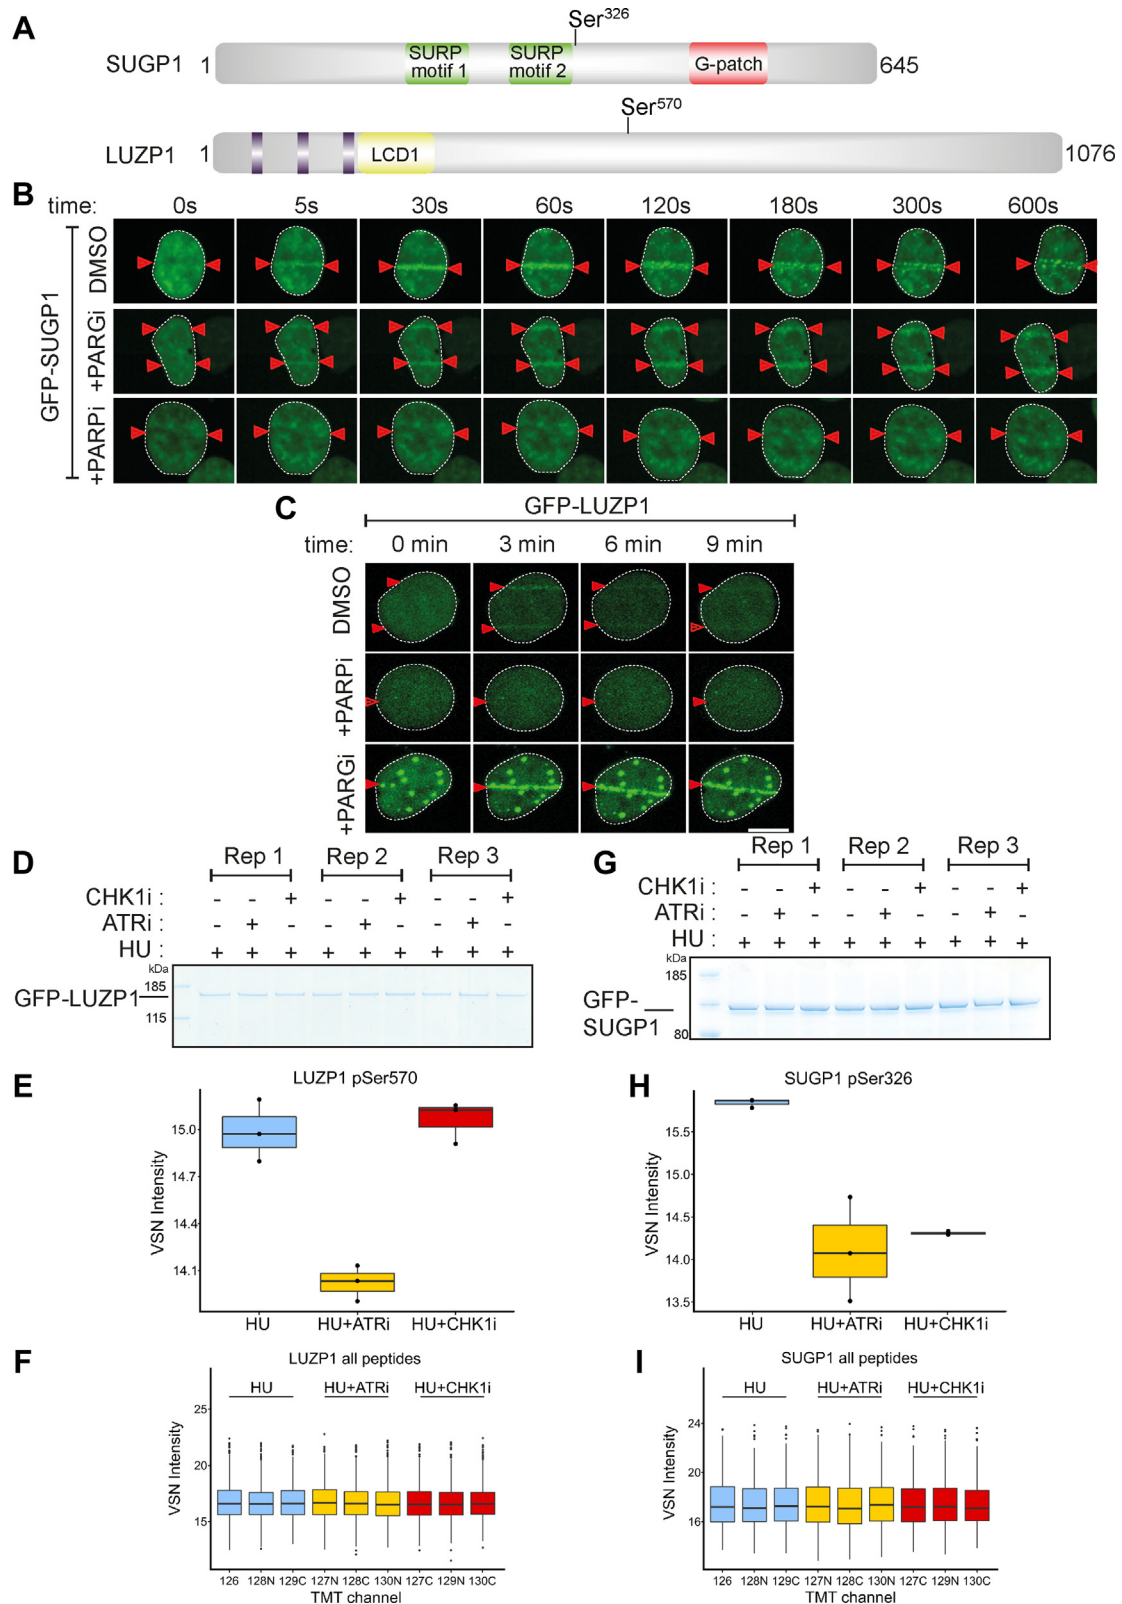 A
Ser326
SUGP1 1 SURP motif 1 SURP motif 2 G-patch 645
Ser570
LUZP1 1 LCD1 1076
B
time: 0s 5s 30s 60s 120s 180s 300s 600s
GFP-SUGP1
DMSO
+PARGi
+PARPi
C
GFP-LUZP1
time: 0 min 3 min 6 min 9 min
DMSO
+PARPi
+PARGi
D
Rep 1 Rep 2 Rep 3
CHK1i : - - + - - + - - +
ATRi : - + - - + - - + -
HU : + + + + + + + + +
kDa
185
GFP-LUZP1
115
G
Rep 1 Rep 2 Rep 3
CHK1i : - - + - - + - - +
ATRi : - + - - + - - + -
HU : + + + + + + + + +
kDa
185
GFP-
SUGP1
80
E
LUZP1 pSer570
VSN Intensity
15.0
14.7
14.4
14.1
HU HU+ATRi HU+CHK1i
H
SUGP1 pSer326
VSN Intensity
15.5
15.0
14.5
14.0
13.5
HU HU+ATRi HU+CHK1i
F
LUZP1 all peptides
HU HU+ATRi HU+CHK1i
VSN Intensity
25
20
15
126 128N 129C 127N 128C 130N 127C 129N 130C
TMT channel
I
SUGP1 all peptides
HU HU+ATRi HU+CHK1i
VSN Intensity
24
20
16
126 128N 129C 127N 128C 130N 127C 129N 130C
TMT channel